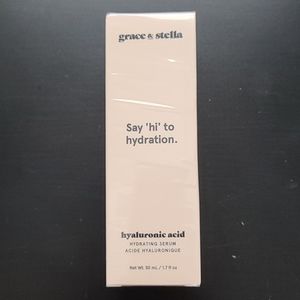 grace & stella
Say 'hi' to
hydration.
hyaluronic acid
HYDRATING SERUM
ACIDE HYALURONIQUE
Net Wt. 50 mL / 1.7 fl oz